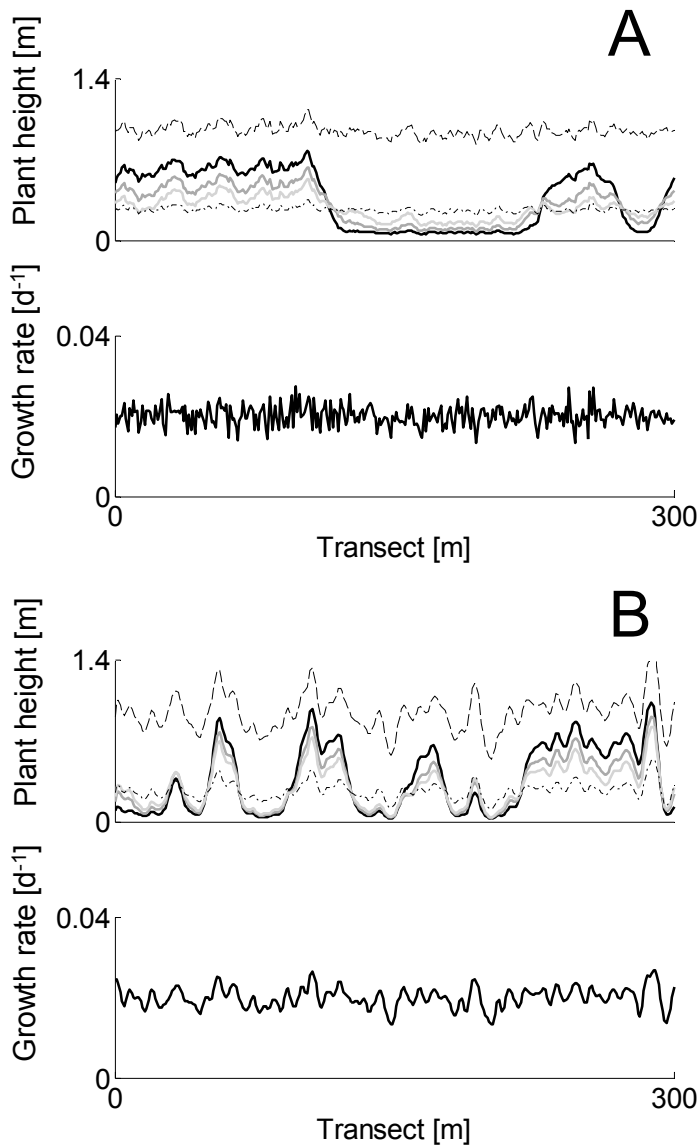 A
Plant height [m]
1.4
0
Growth rate [d⁻¹]
0.04
0
0
300
Transect [m]
B
Plant height [m]
1.4
0
Growth rate [d⁻¹]
0.04
0
0
300
Transect [m]